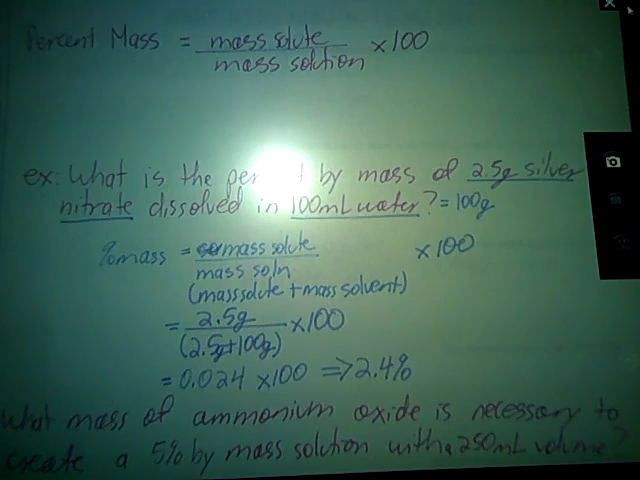 Percent Mass = mass solute / mass solution ×100
ex: What is the by mass of 2.5g silver
nitrate dissolved in 100mL water? = 100g
%mass = mass solute / mass soln ×100
(mass solute + mass solvent)
= 2.5g / (2.5g+100g) ×100
= 0.024 ×100 => 2.4%
What mass of ammonium oxide is necessary to
create a 5% by mass solution with a 250mL volume?